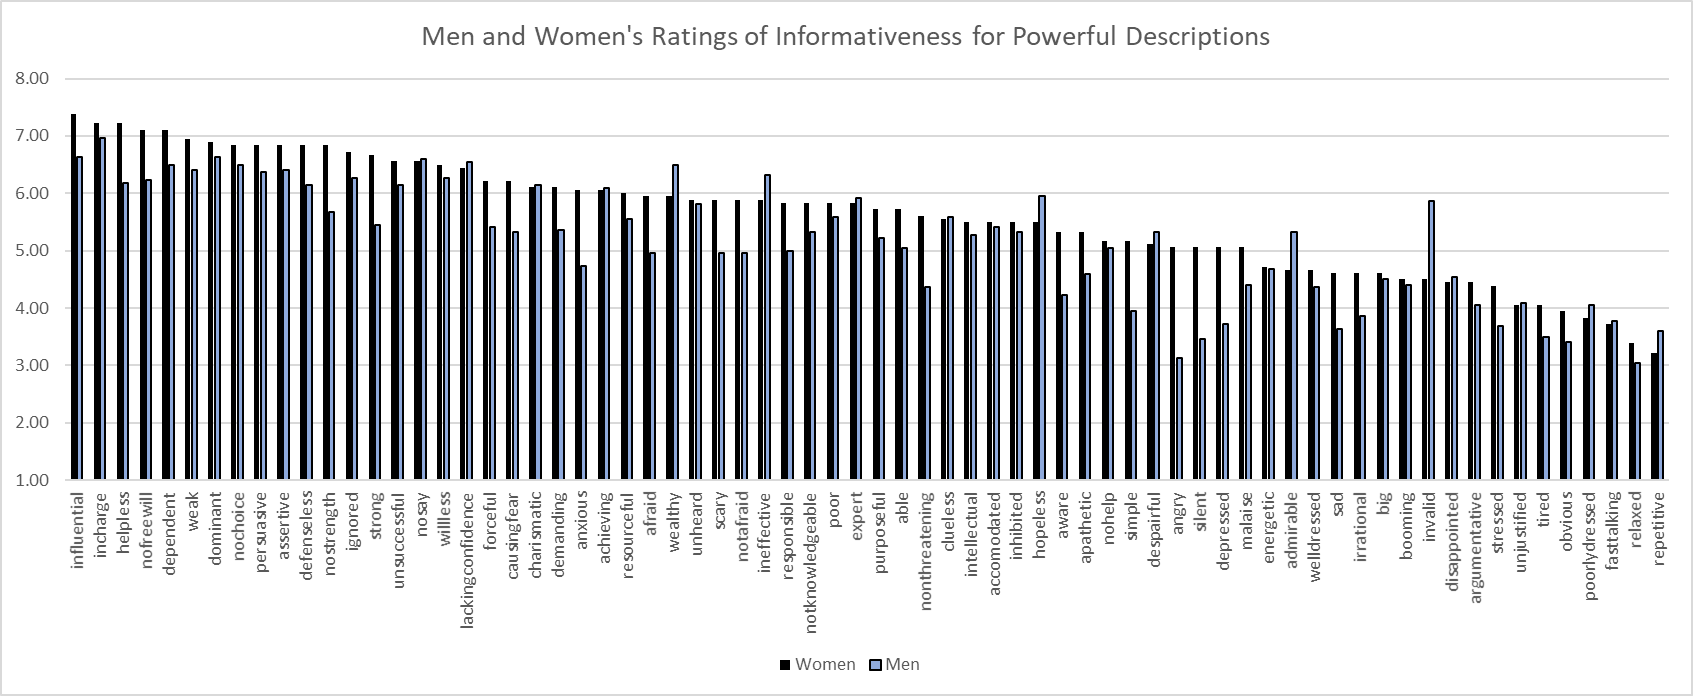 Men and Women's Ratings of Informativeness for Powerful Descriptions
8.00
7.00
6.00
5.00
4.00
3.00
2.00
1.00
influential
incharge
helpless
nofreewill
dependent
weak
dominant
nochoice
persuasive
assertive
defenseless
nostrength
ignored
strong
unsuccessful
nosay
willless
lackingconfidence
forceful
causingfear
charismatic
demanding
anxious
achieving
resourceful
afraid
wealthy
unheard
scary
notafraid
ineffective
responsible
notknowledgeable
poor
expert
purposeful
able
nonthreatening
clueless
intellectual
accomodated
inhibited
hopeless
aware
apathetic
nohelp
simple
despairful
angry
silent
depressed
malaise
energetic
admirable
welldressed
sad
irrational
big
booming
invalid
disappointed
argumentative
stressed
unjustified
tired
obvious
poorlydressed
fasttalking
relaxed
repetitive
Women
Men